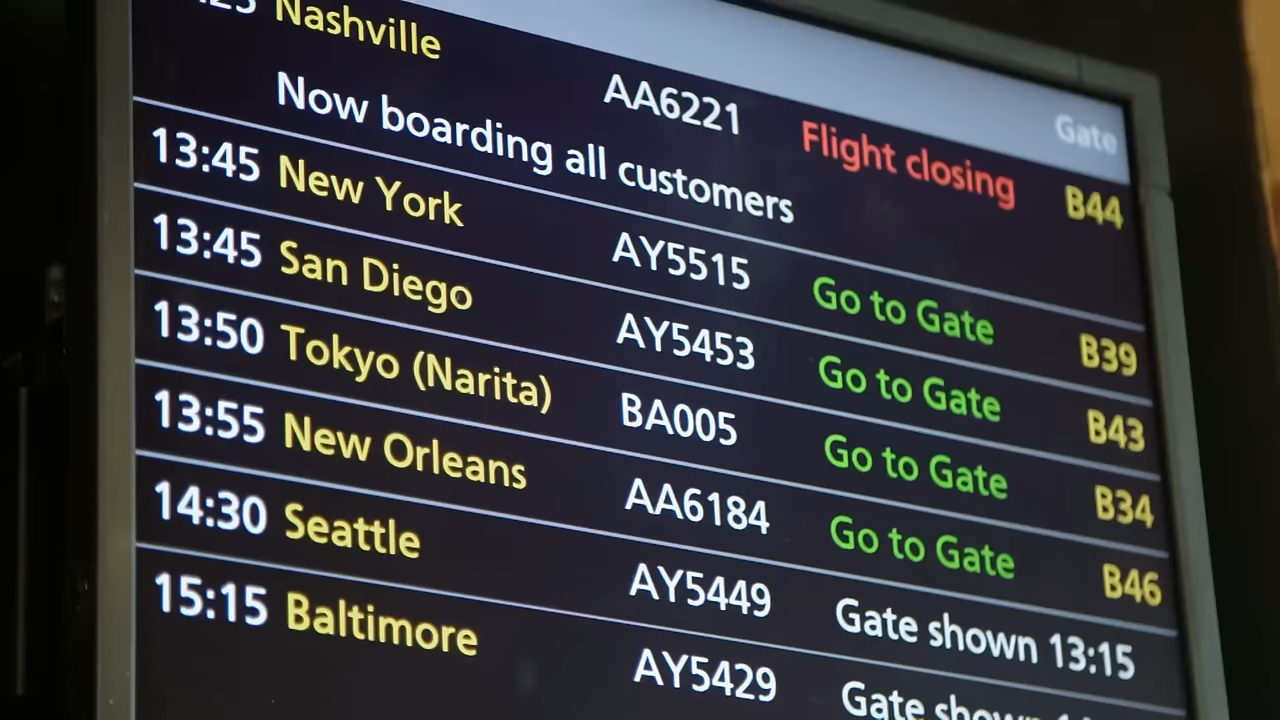 Gate
Nashville AA6221 Flight closing B44
Now boarding all customers
13:45 New York AY5515 Go to Gate B39
13:45 San Diego AY5453 Go to Gate B43
13:50 Tokyo (Narita) BA005 Go to Gate B34
13:55 New Orleans AA6184 Go to Gate B46
14:30 Seattle AY5449 Gate shown 13:15
15:15 Baltimore AY5429 Gate shown